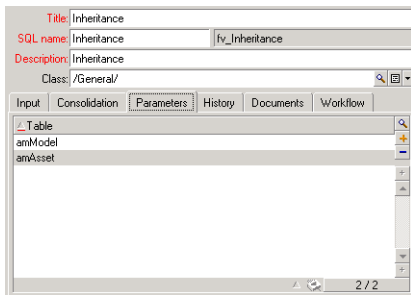 Title: Inheritance
SQL name: Inheritance fv_Inheritance
Description: Inheritance
Class: /General/
Input Consolidation Parameters History Documents Workflow
Table
amModel
amAsset
2 / 2